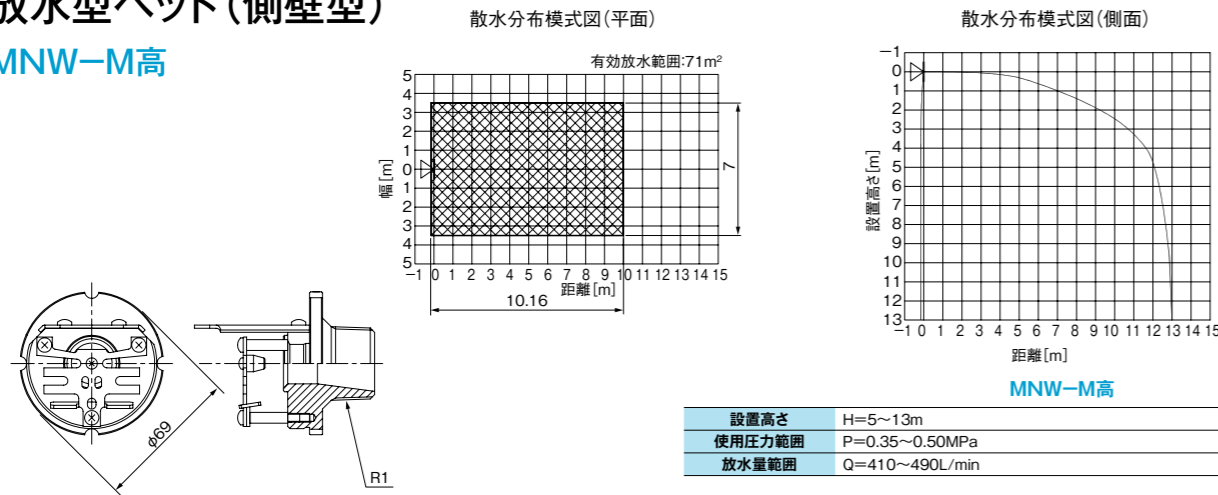 放水型ヘッド(側壁型)
MNW−M高
散水分布模式図(平面)
有効放水範囲:71m²
5
4
3
2
1
0
1
2
3
4
5
幅[m]
−1 0 1 2 3 4 5 6 7 8 9 10 11 12 13 14 15
距離[m]
10.16
7
散水分布模式図(側面)
−1
0
1
2
3
4
5
6
7
8
9
10
11
12
13
設置高さ[m]
−1 0 1 2 3 4 5 6 7 8 9 10 11 12 13 14 15
距離[m]
φ69
R1
MNW−M高
設置高さ H=5〜13m
使用圧力範囲 P=0.35〜0.50MPa
放水量範囲 Q=410〜490L/min